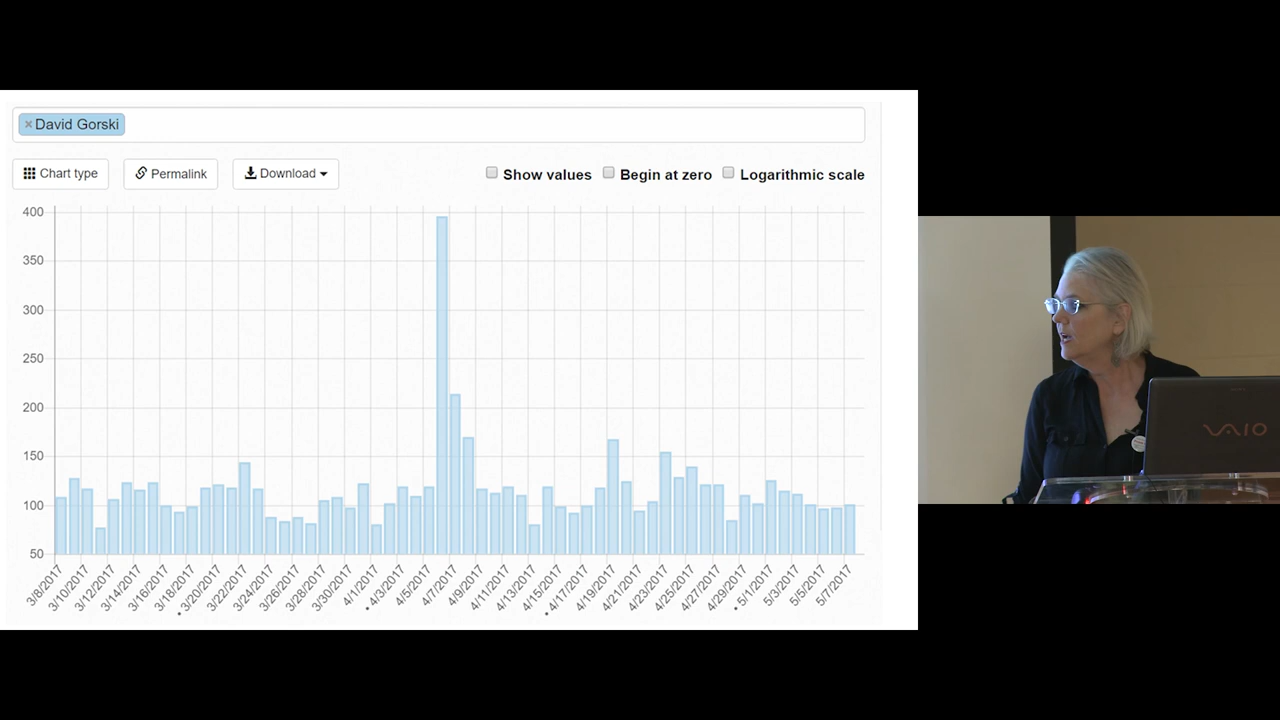 ×David Gorski
Chart type Permalink Download Show values Begin at zero Logarithmic scale
400
350
300
250
200
150
100
50
3/8/2017 3/10/2017 3/12/2017 3/14/2017 3/16/2017 3/18/2017 • 3/20/2017 3/22/2017 3/24/2017 3/26/2017 3/28/2017 3/30/2017 4/1/2017 • 4/3/2017 4/5/2017 4/7/2017 4/9/2017 4/11/2017 4/13/2017 4/15/2017 • 4/17/2017 4/19/2017 4/21/2017 4/23/2017 4/25/2017 4/27/2017 4/29/2017 • 5/1/2017 5/3/2017 5/5/2017 5/7/2017
VAIO